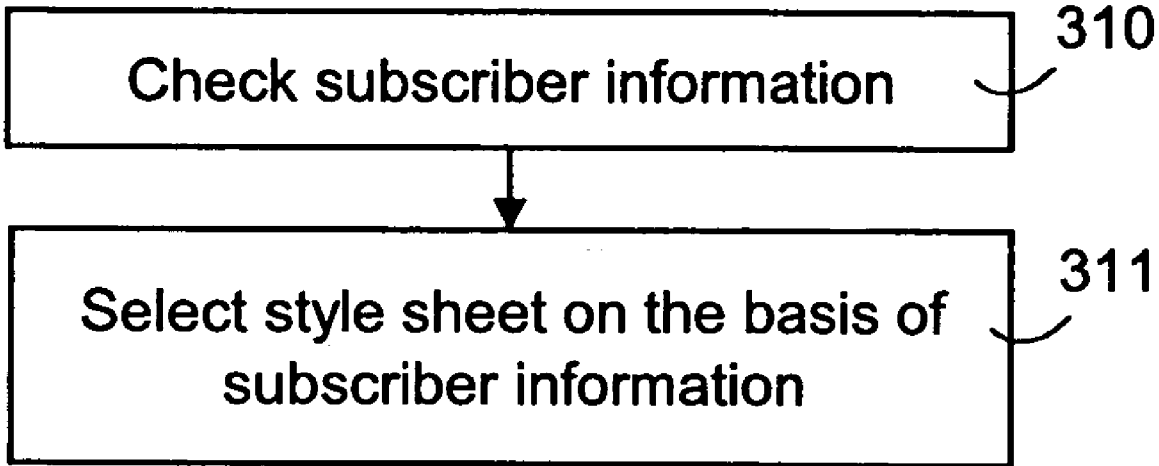 310
Check subscriber information
311
Select style sheet on the basis of
subscriber information